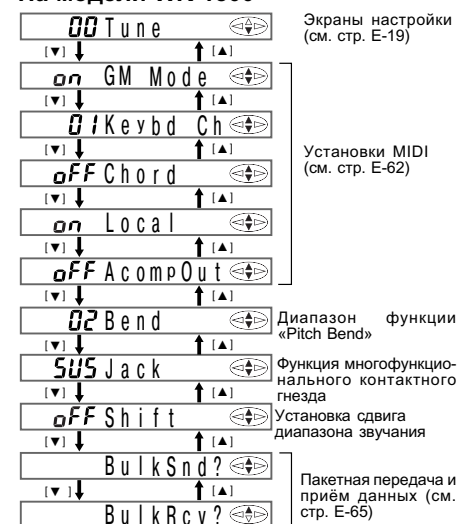 На модели WK-1800
00 Tune
Экраны настройки
(см. стр. E-19)
[▼] [▲]
on GM Mode
[▼] [▲]
01 Keybd Ch
[▼] [▲]
oFF Chord
Установки MIDI
(см. стр. E-62)
[▼] [▲]
on Local
[▼] [▲]
oFF AcompOut
[▼] [▲]
02 Bend
Диапазон функции
«Pitch Bend»
[▼] [▲]
SUS Jack
Функция многофункцио-
нального контактного
гнезда
[▼] [▲]
oFF Shift
Установка сдвига
диапазона звучания
[▼] [▲]
BulkSnd?
Пакетная передача и
приём данных (см.
стр. E-65)
[▼] [▲]
BulkRcv?